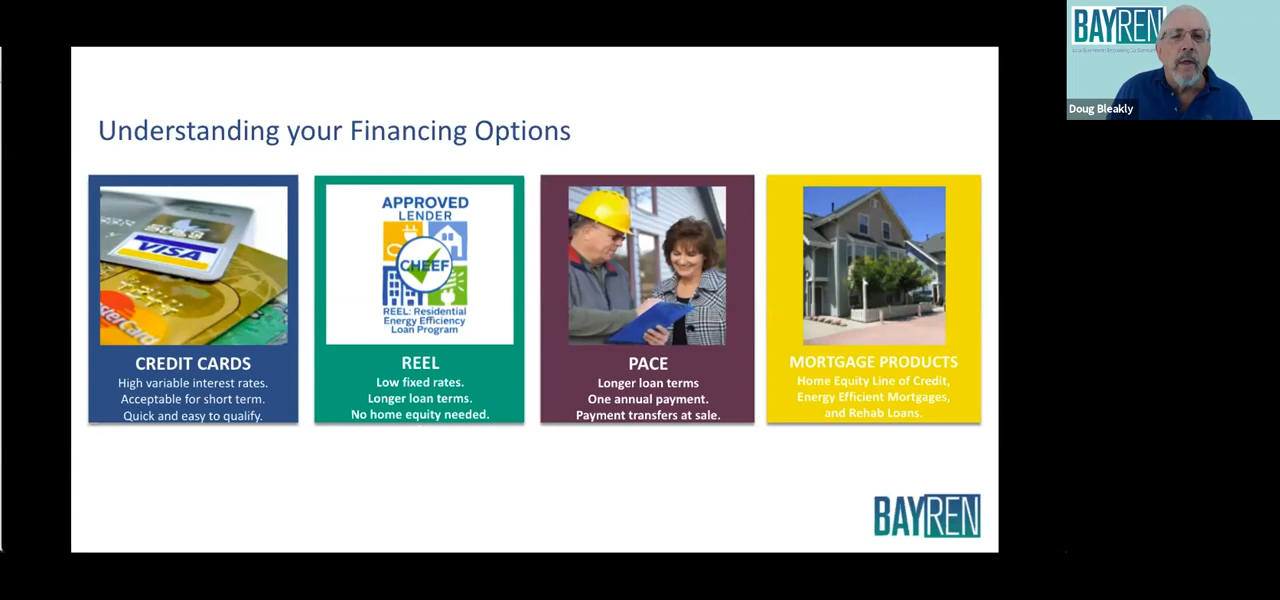 BAYREN
Doug Bleakly
Understanding your Financing Options
VISA
APPROVED
LENDER
CHEEF
REEL: Residential
Energy Efficiency
Loan Program
CREDIT CARDS
High variable interest rates.
Acceptable for short term.
Quick and easy to qualify.
REEL
Low fixed rates.
Longer loan terms.
No home equity needed.
PACE
Longer loan terms
One annual payment.
Payment transfers at sale.
MORTGAGE PRODUCTS
Home Equity Line of Credit,
Energy Efficient Mortgages,
and Rehab Loans.
BAYREN